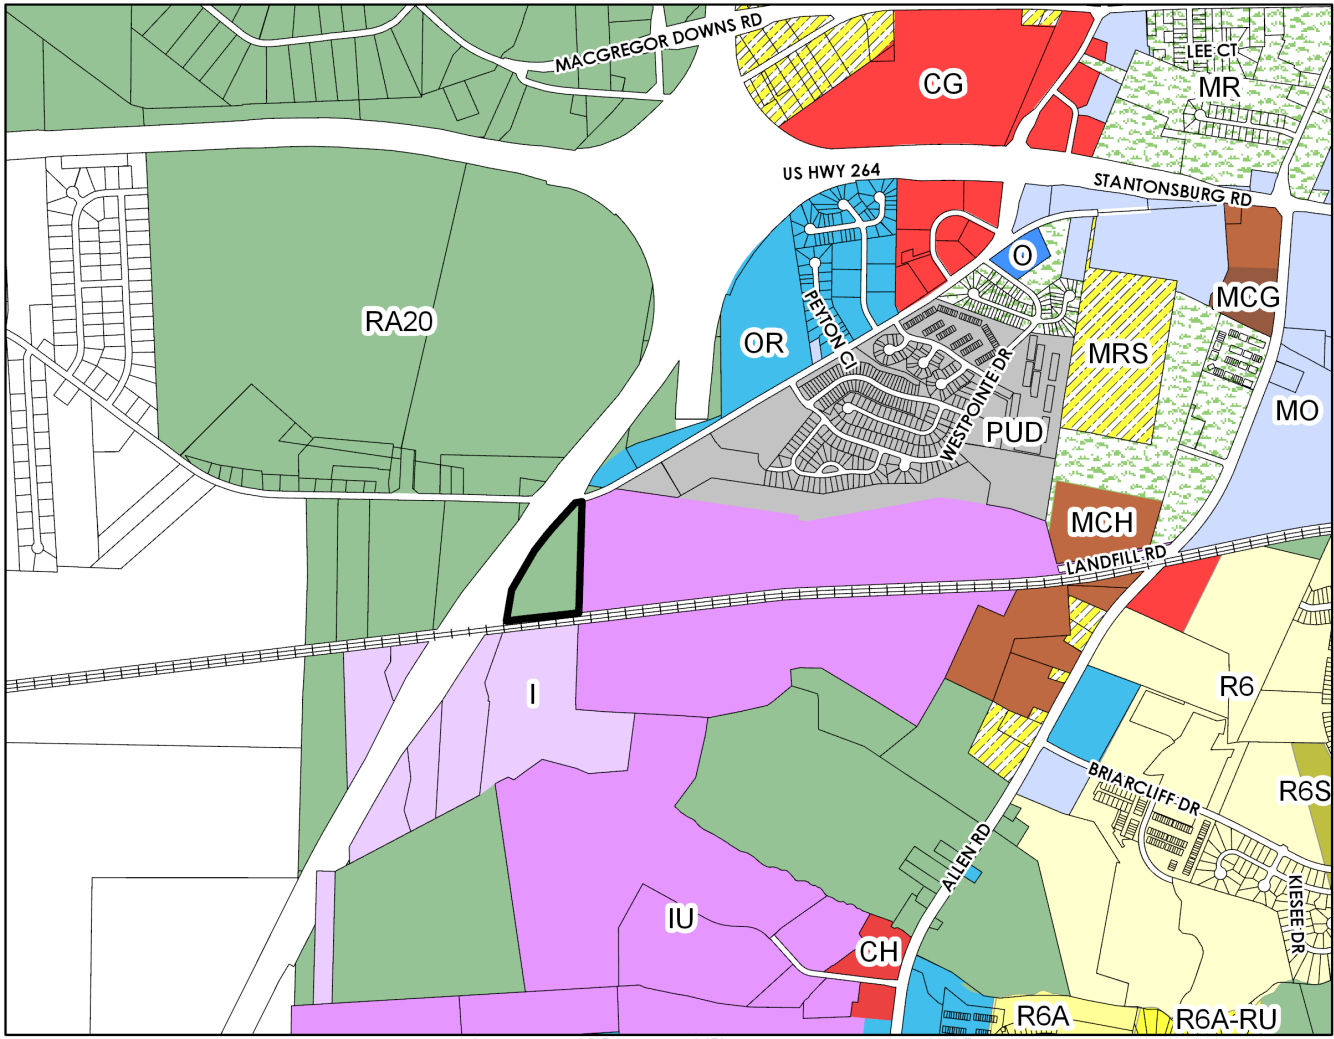 MACGREGOR DOWNS RD
LEE CT
CG
MR
US HWY 264
STANTONSBURG RD
O
MCG
RA20
PEYTON CI
OR
MRS
WESTPOINTE DR
MO
PUD
MCH
LANDFILL RD
I
R6
BRIARCLIFF DR
R6S
ALLEN RD
KIESEE DR
IU
CH
R6A
R6A-RU